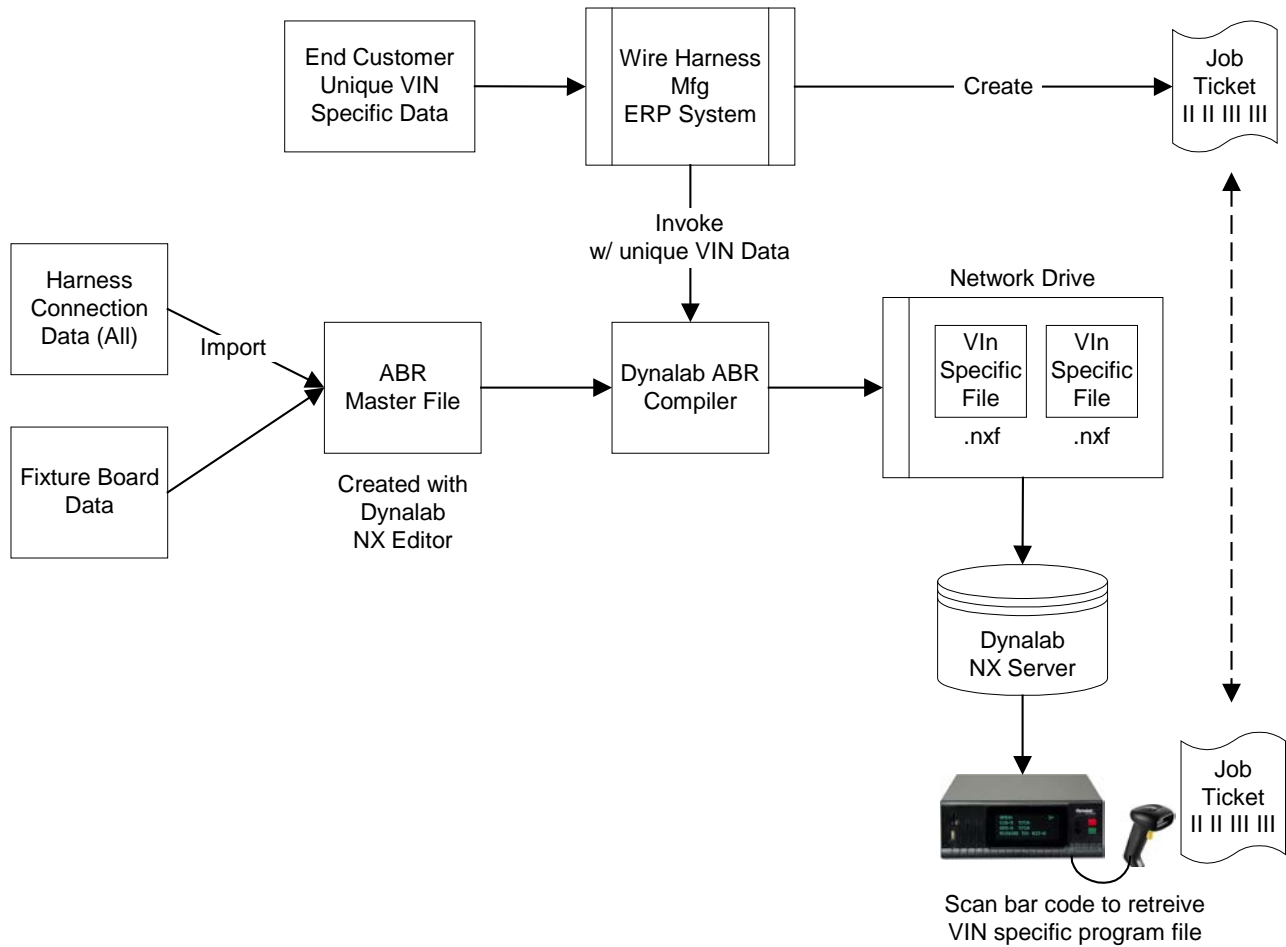 End Customer
Unique VIN
Specific Data
Wire Harness
Mfg
ERP System
Create
Job
Ticket
II II III III
Invoke
w/ unique VIN Data
Harness
Connection
Data (All)
Import
Fixture Board
Data
ABR
Master File
Created with
Dynalab
NX Editor
Dynalab ABR
Compiler
Network Drive
VIn
Specific
File
.nxf
VIn
Specific
File
.nxf
Dynalab
NX Server
Job
Ticket
II II III III
Scan bar code to retreive
VIN specific program file